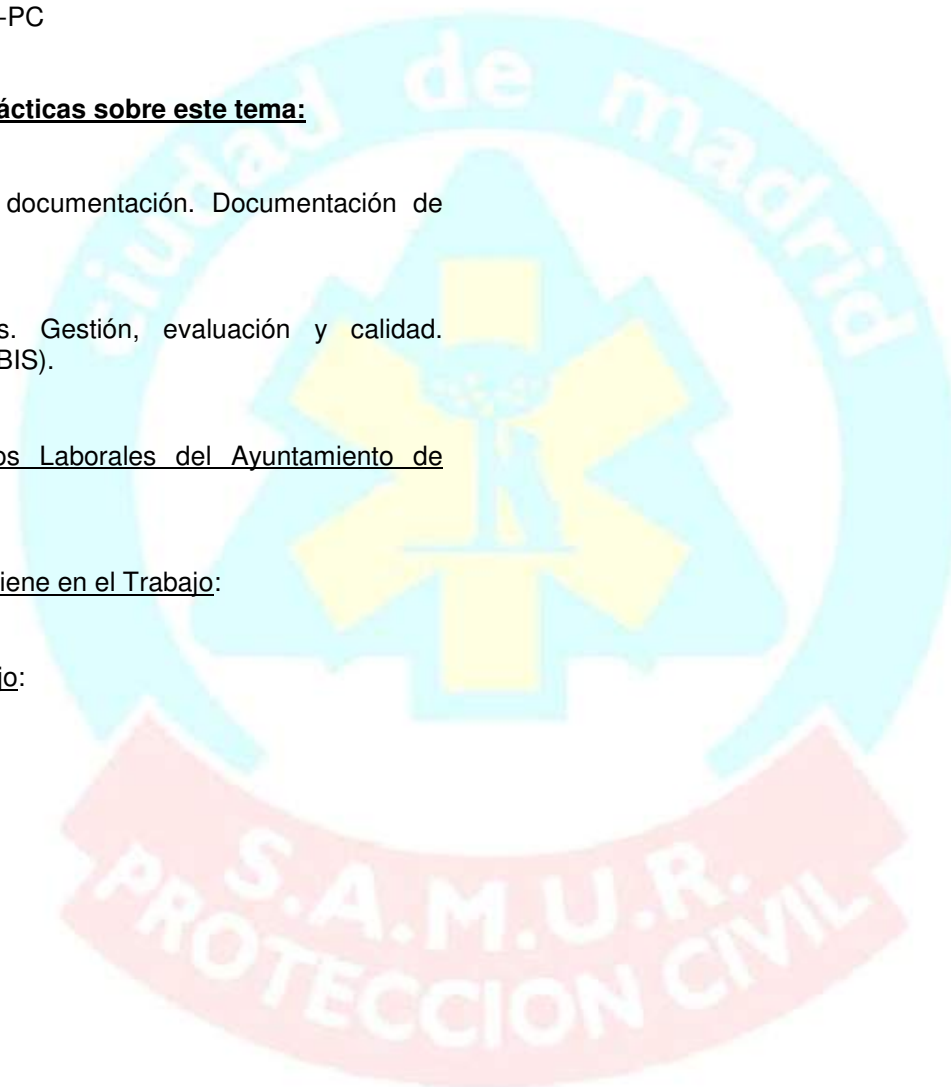 -PC
ácticas sobre este tema:
documentación. Documentación de
s. Gestión, evaluación y calidad.
BIS).
os Laborales del Ayuntamiento de
iene en el Trabajo:
jo:
ciudad de madrid
S.A.M.U.R.
PROTECCION CIVIL